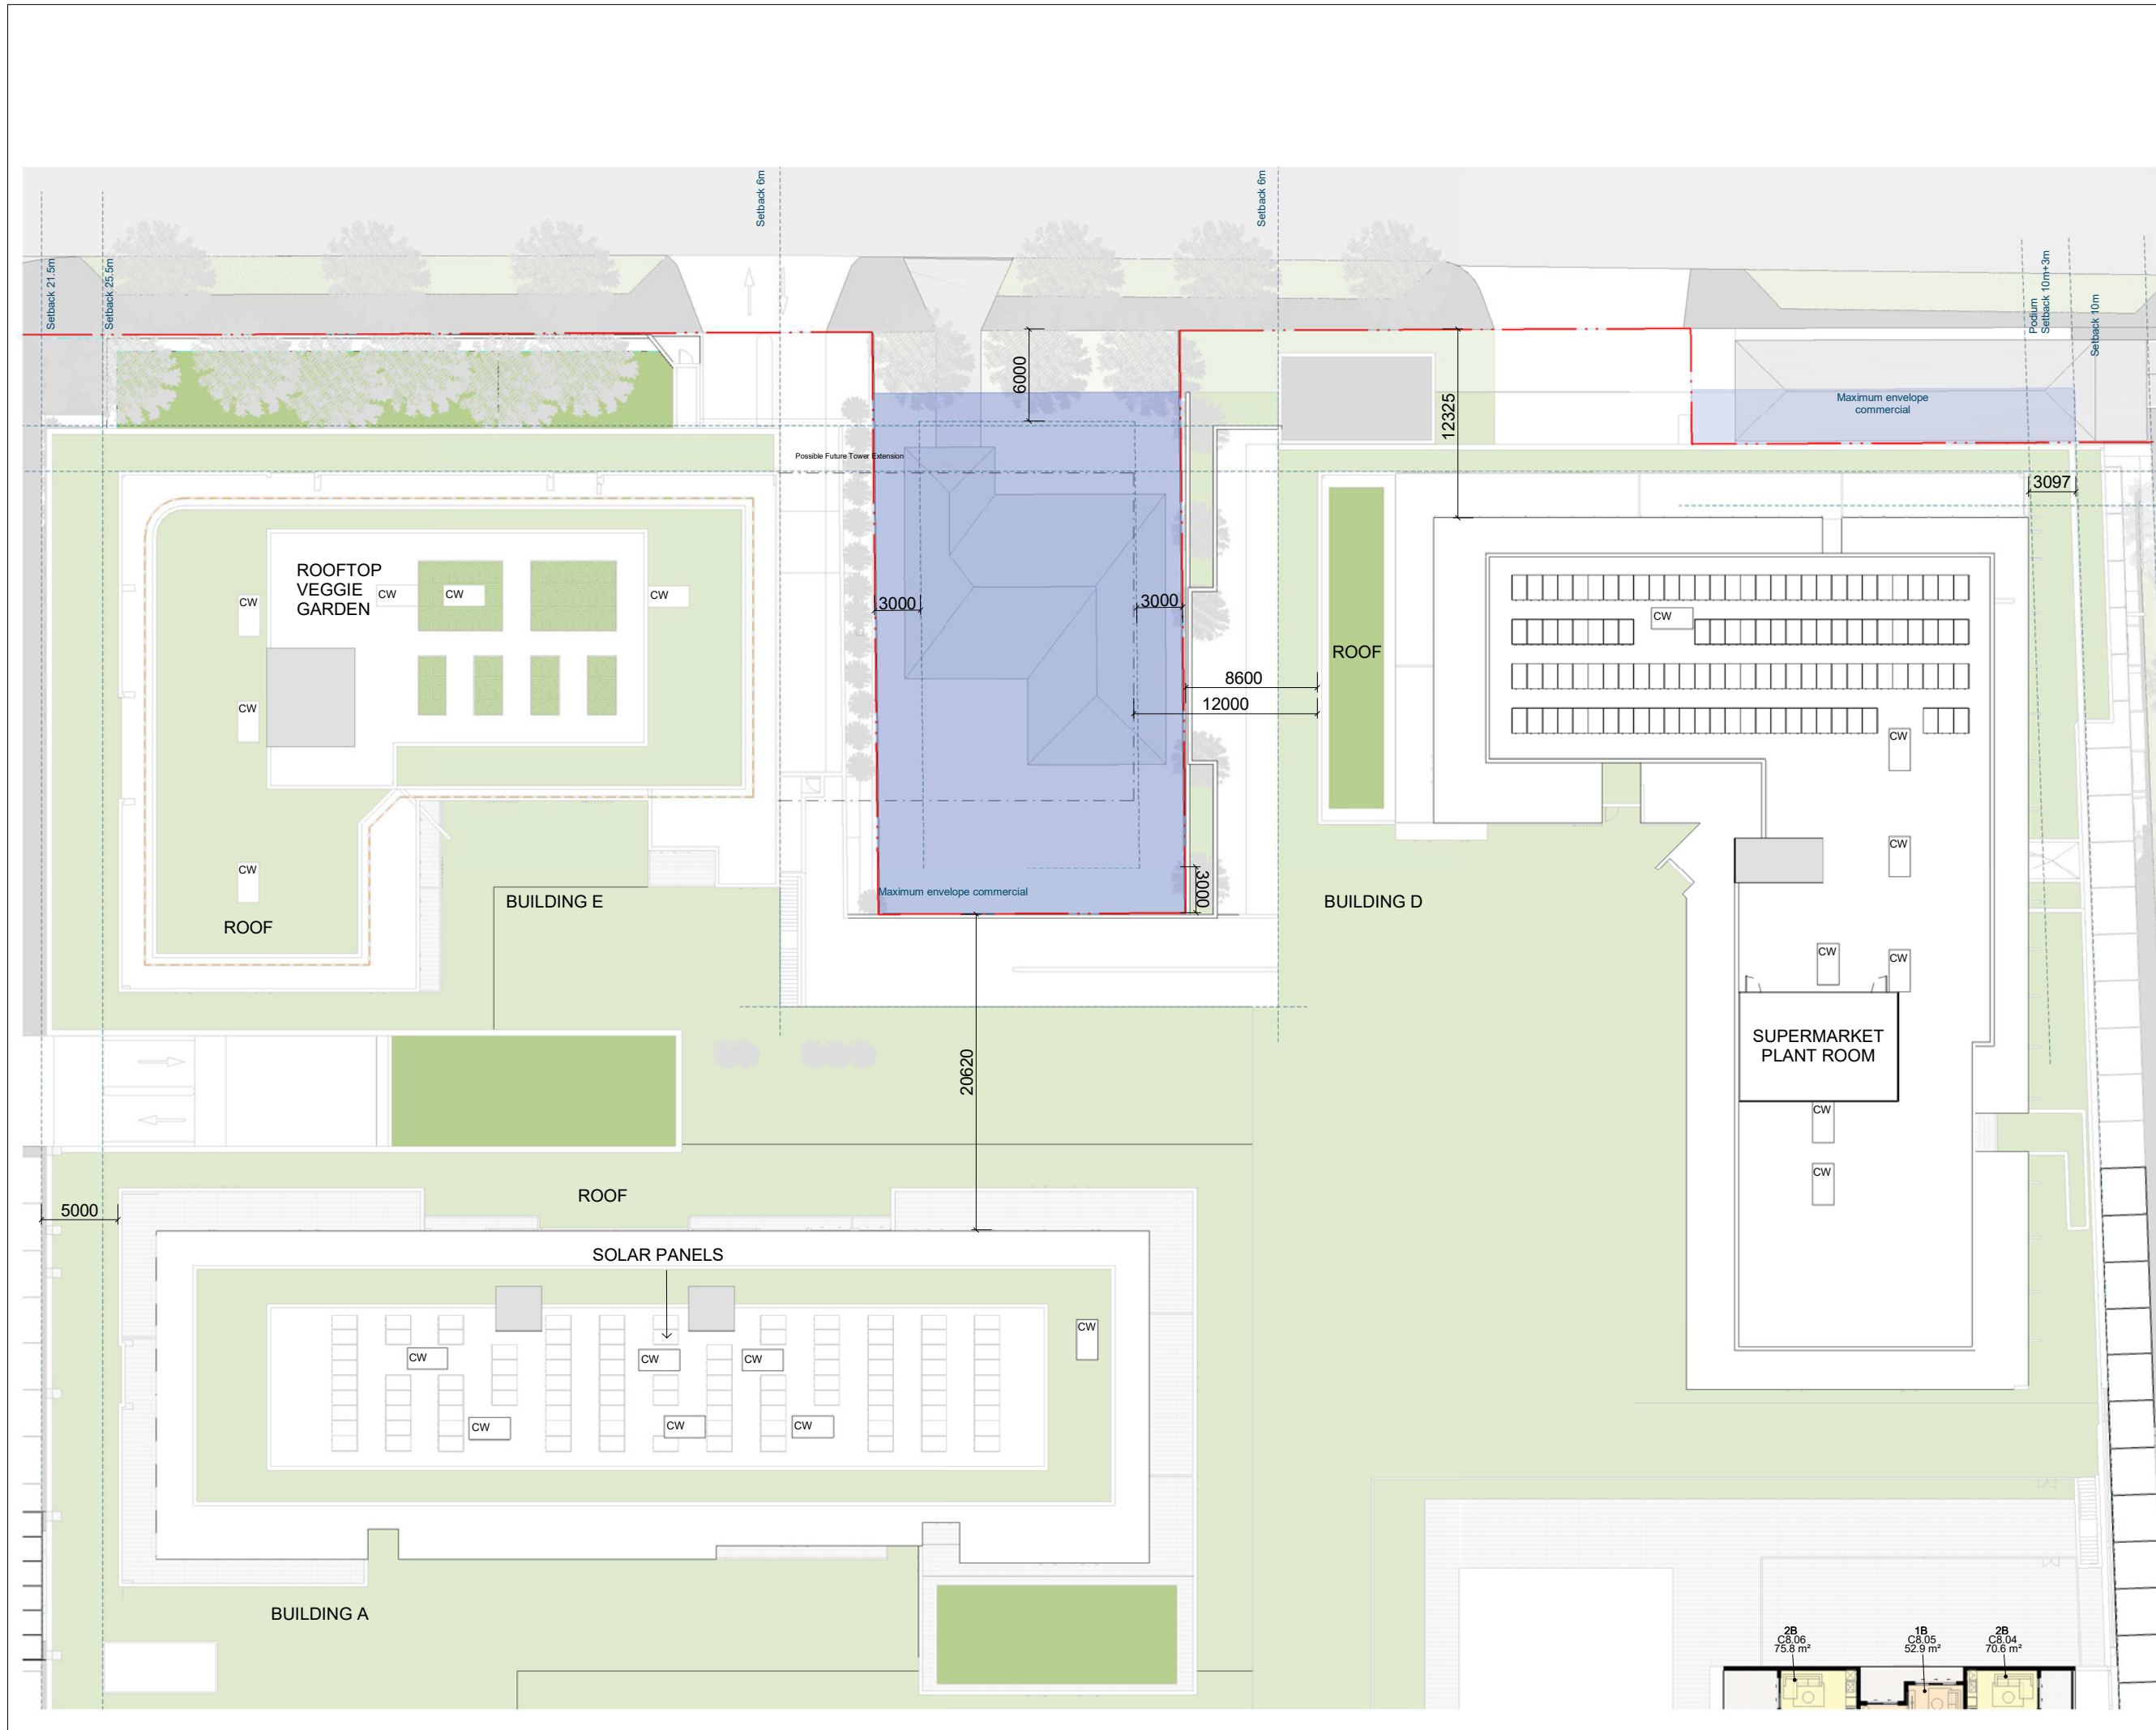 Setback 6m
Setback 6m
Setback 21.5m
Setback 25.5m
Podium
Setback 10m+3m
Setback 10m
6000
12325
Maximum envelope
commercial
Possible Future Tower Extension
3097
ROOFTOP
VEGGIE
GARDEN
CW
CW
CW
CW
3000
3000
CW
ROOF
8600
12000
CW
CW
CW
CW
3000
Maximum envelope commercial
BUILDING E
BUILDING D
ROOF
CW
CW
SUPERMARKET
PLANT ROOM
20620
CW
CW
ROOF
5000
SOLAR PANELS
CW
CW
CW
CW
CW
CW
CW
BUILDING A
2B
C8.06
75.8 m²
1B
C8.05
52.9 m²
2B
C8.04
70.6 m²